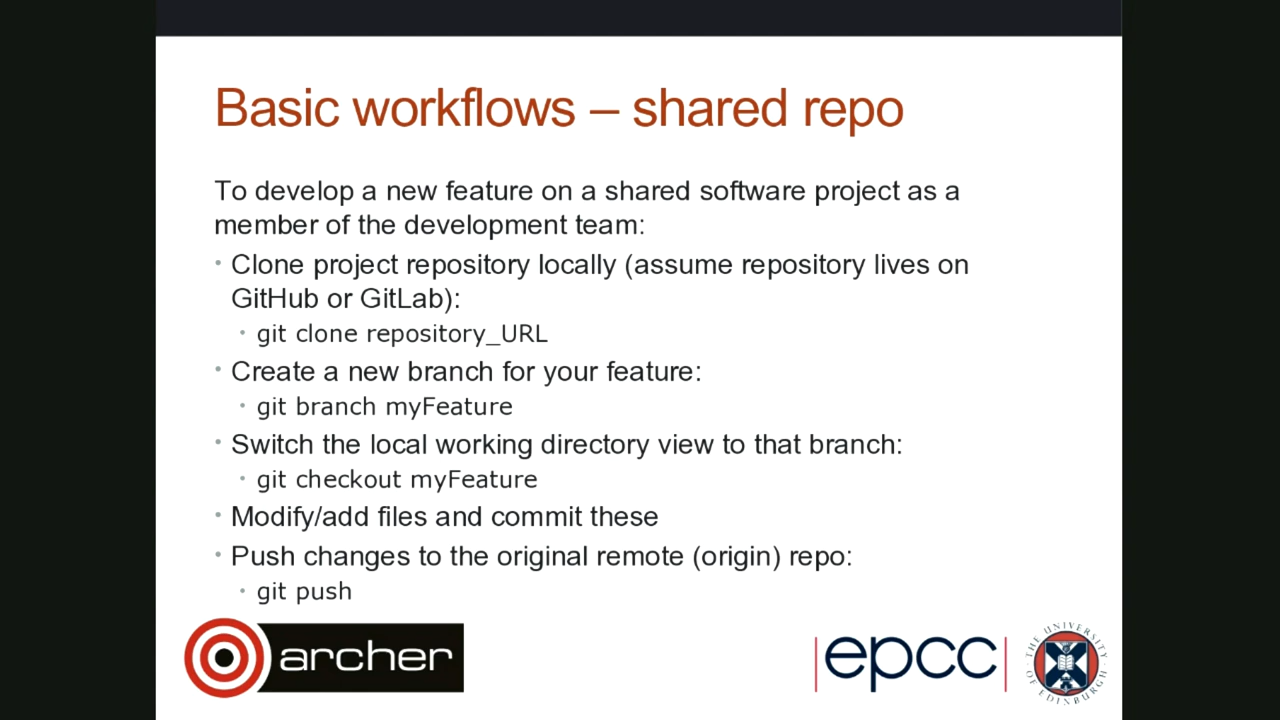 Basic workflows – shared repo
To develop a new feature on a shared software project as a
member of the development team:
• Clone project repository locally (assume repository lives on
GitHub or GitLab):
• git clone repository_URL
• Create a new branch for your feature:
• git branch myFeature
• Switch the local working directory view to that branch:
• git checkout myFeature
• Modify/add files and commit these
• Push changes to the original remote (origin) repo:
• git push
archer
epcc
THE UNIVERSITY
OF EDINBURGH